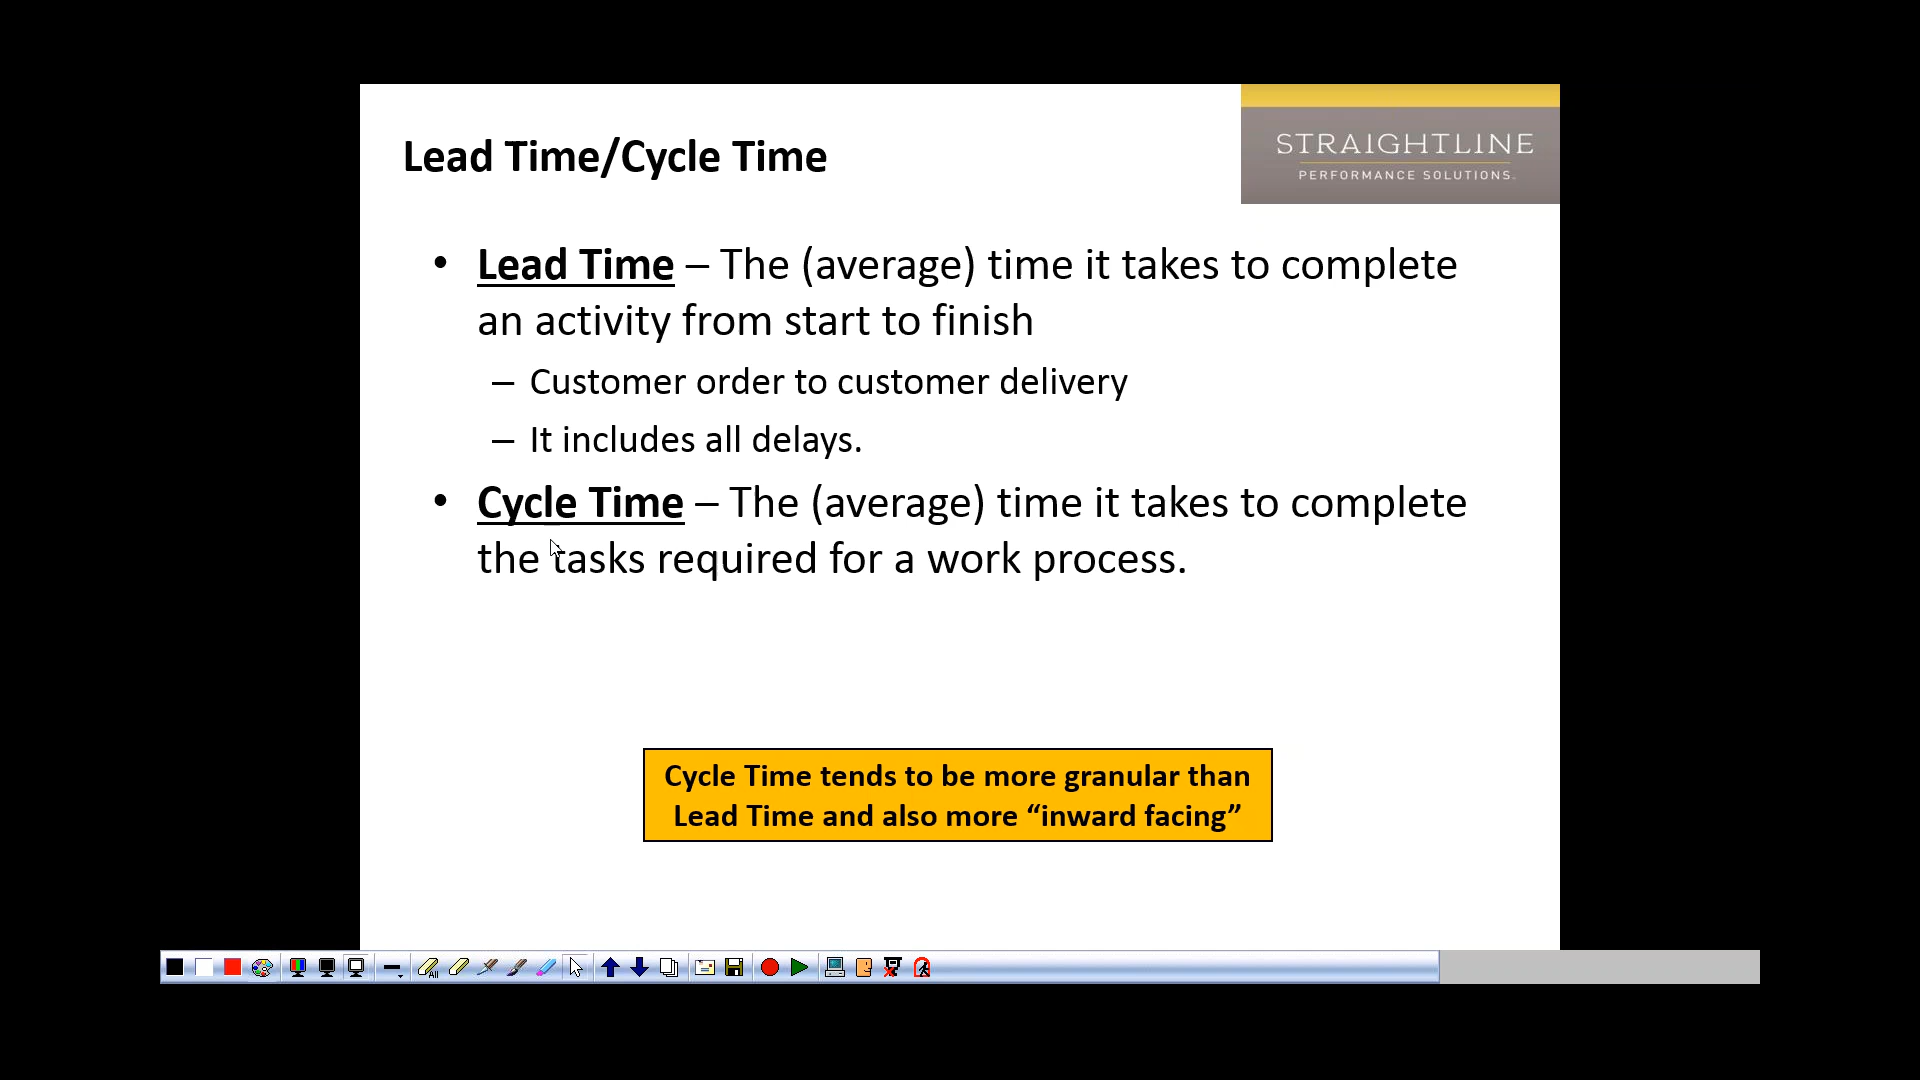 Lead Time/Cycle Time
STRAIGHTLINE
PERFORMANCE SOLUTIONS.
• Lead Time – The (average) time it takes to complete
an activity from start to finish
– Customer order to customer delivery
– It includes all delays.
• Cycle Time – The (average) time it takes to complete
the tasks required for a work process.
Cycle Time tends to be more granular than
Lead Time and also more “inward facing”
All